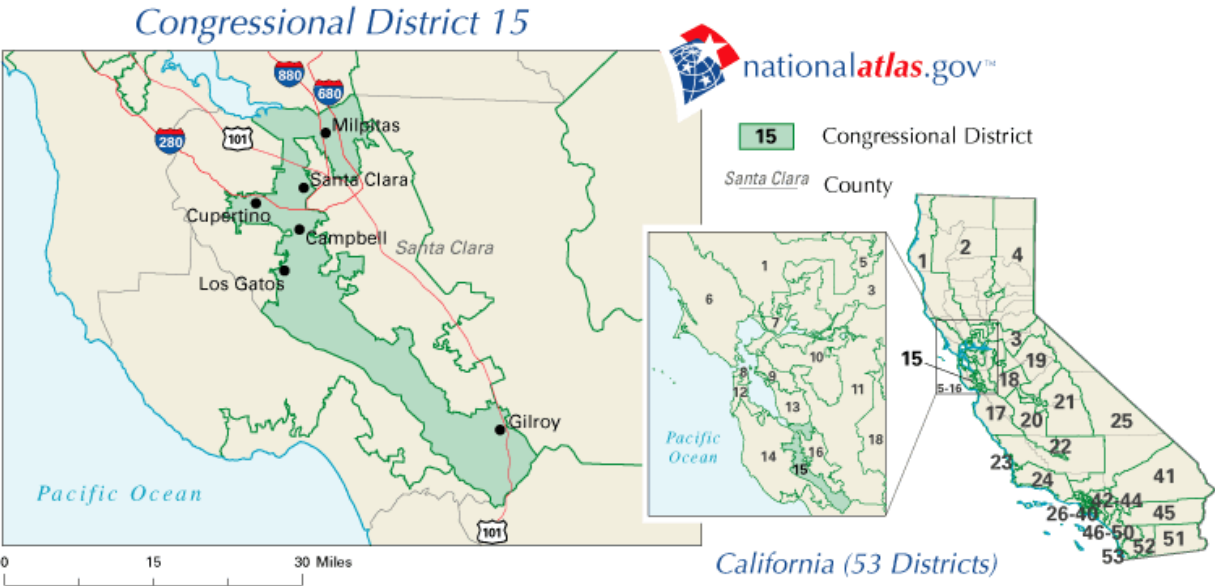 Congressional District 15
880
680
280
101
Milpitas
Santa Clara
Cupertino
Campbell
Santa Clara
Los Gatos
Gilroy
Pacific Ocean
101
0 15 30 Miles
nationalatlas.gov™
15 Congressional District
Santa Clara County
1
5
6
3
7
10
8
9
12
11
13
Pacific
Ocean
14
16
18
15
1
2
4
3
15
19
18
5-16
21
17
20
25
22
23
24
41
42-44
26-40
45
46-50
51
52
53
California (53 Districts)